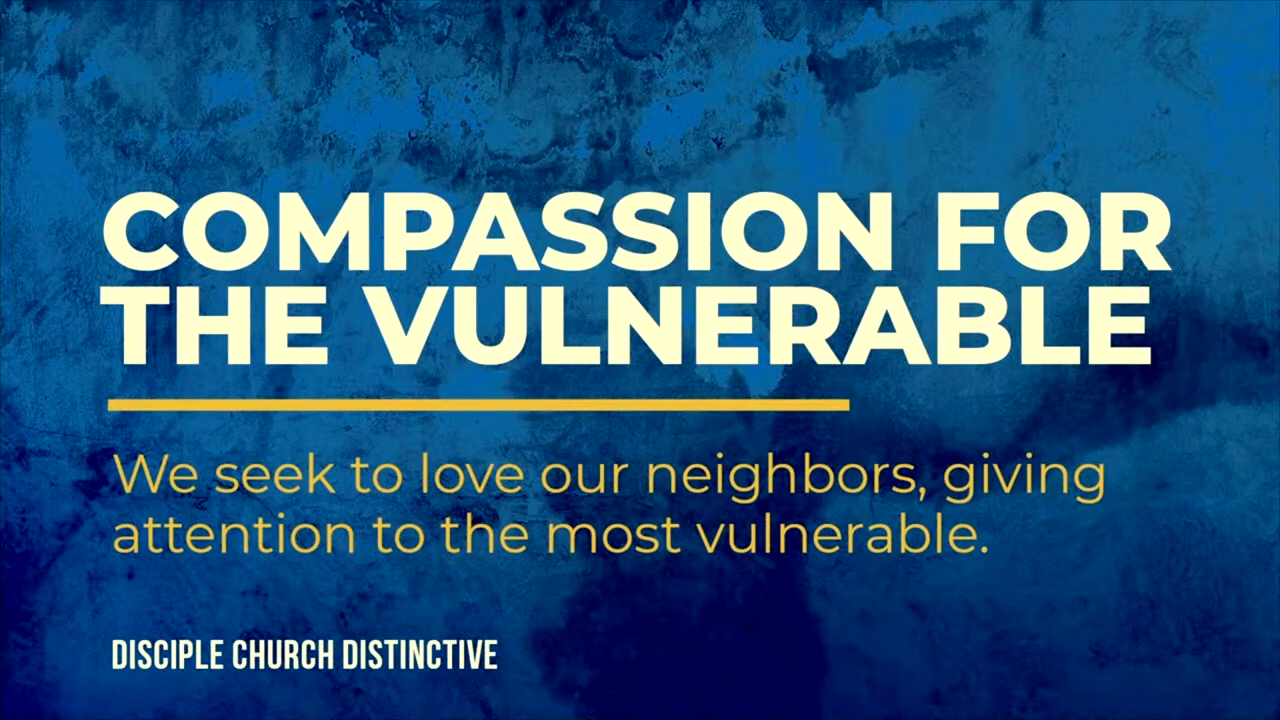 COMPASSION FOR
THE VULNERABLE
We seek to love our neighbors, giving
attention to the most vulnerable.
DISCIPLE CHURCH DISTINCTIVE